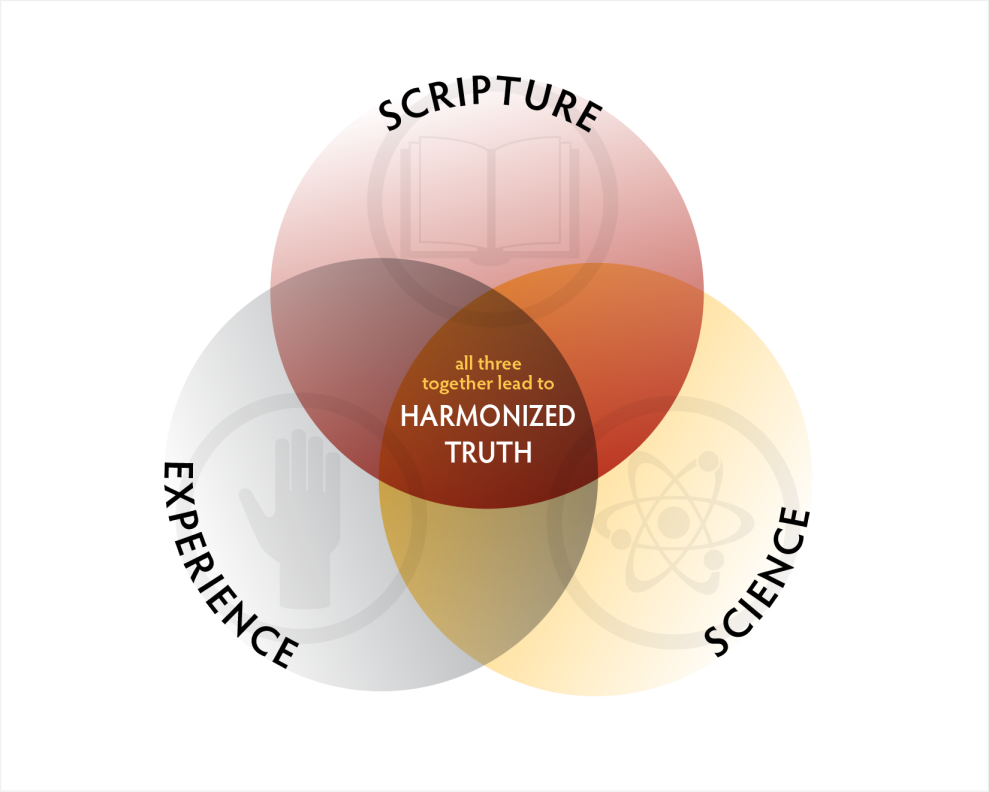 SCRIPTURE
all three
together lead to
HARMONIZED
TRUTH
EXPERIENCE
SCIENCE